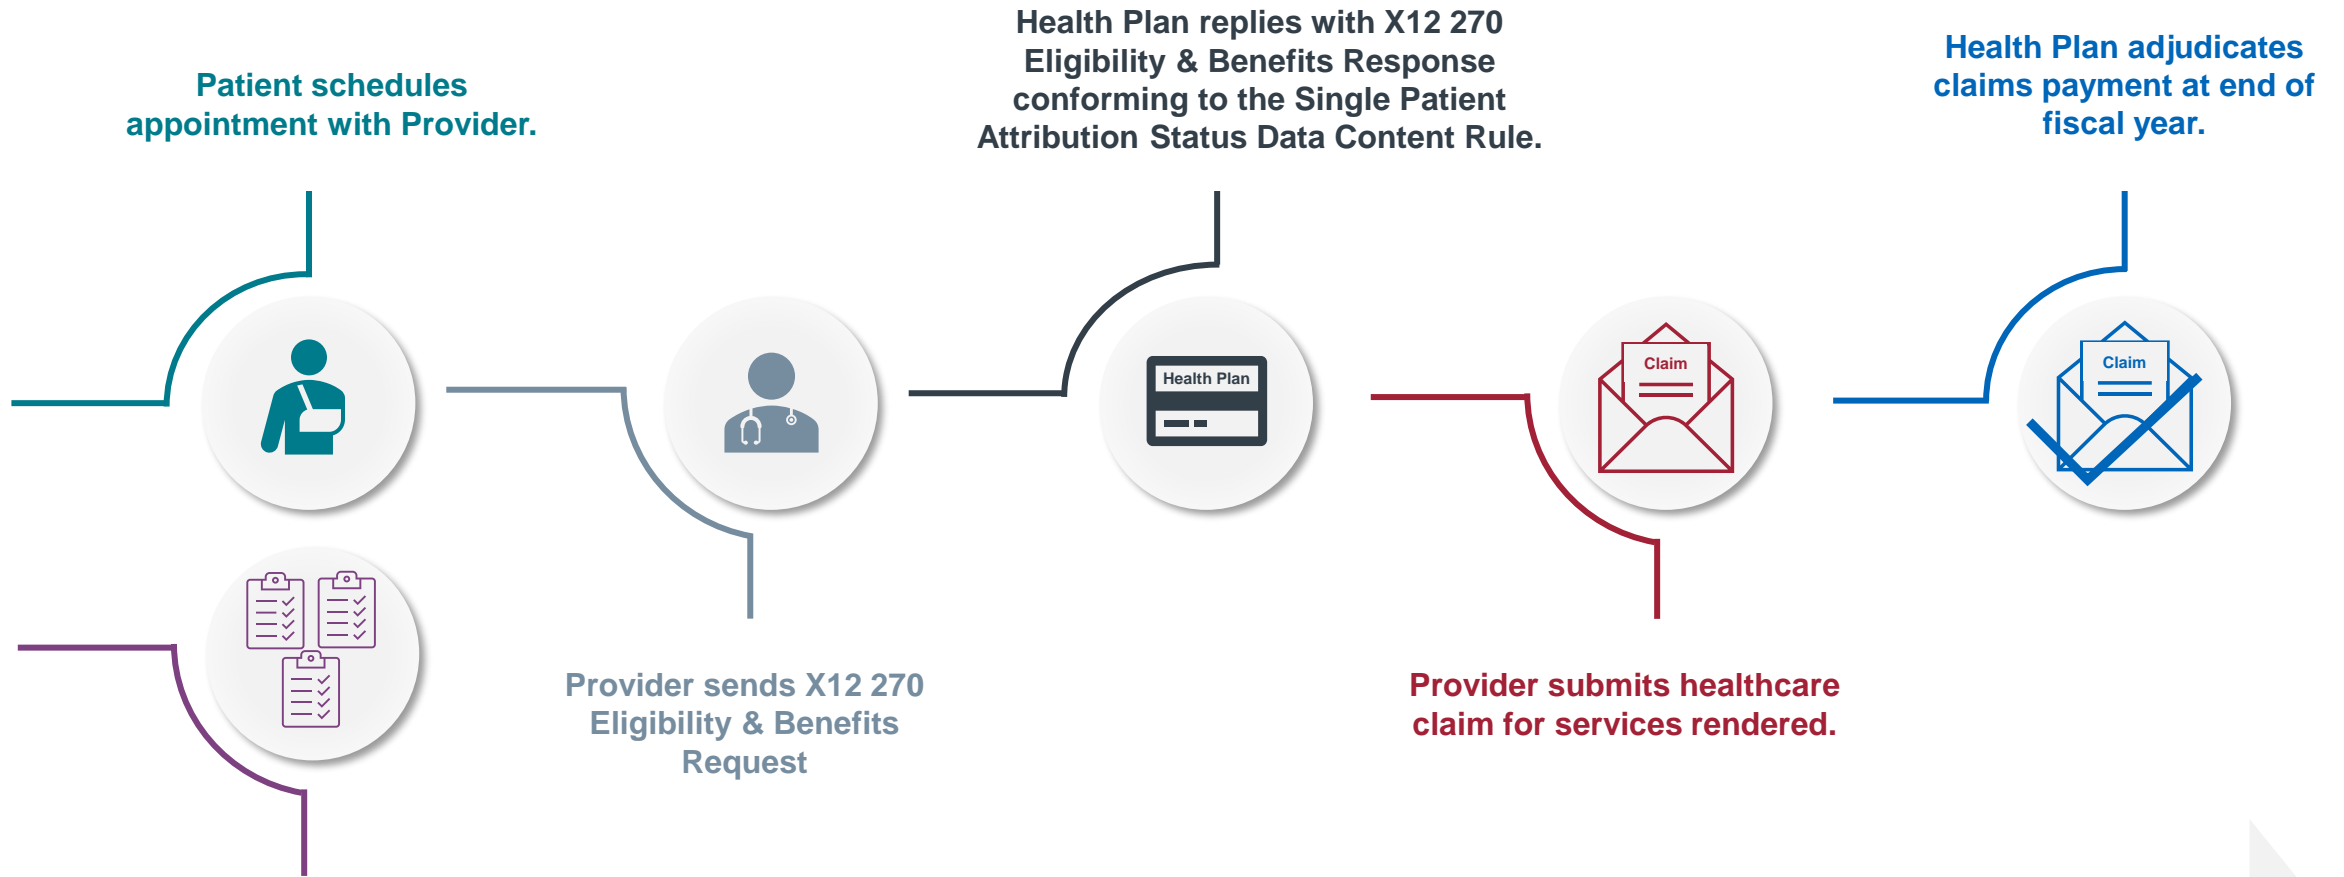 Patient schedules
appointment with Provider.
Health Plan replies with X12 270
Eligibility & Benefits Response
conforming to the Single Patient
Attribution Status Data Content Rule.
Health Plan adjudicates
claims payment at end of
fiscal year.
Health Plan
Claim
Claim
Provider sends X12 270
Eligibility & Benefits
Request
Provider submits healthcare
claim for services rendered.